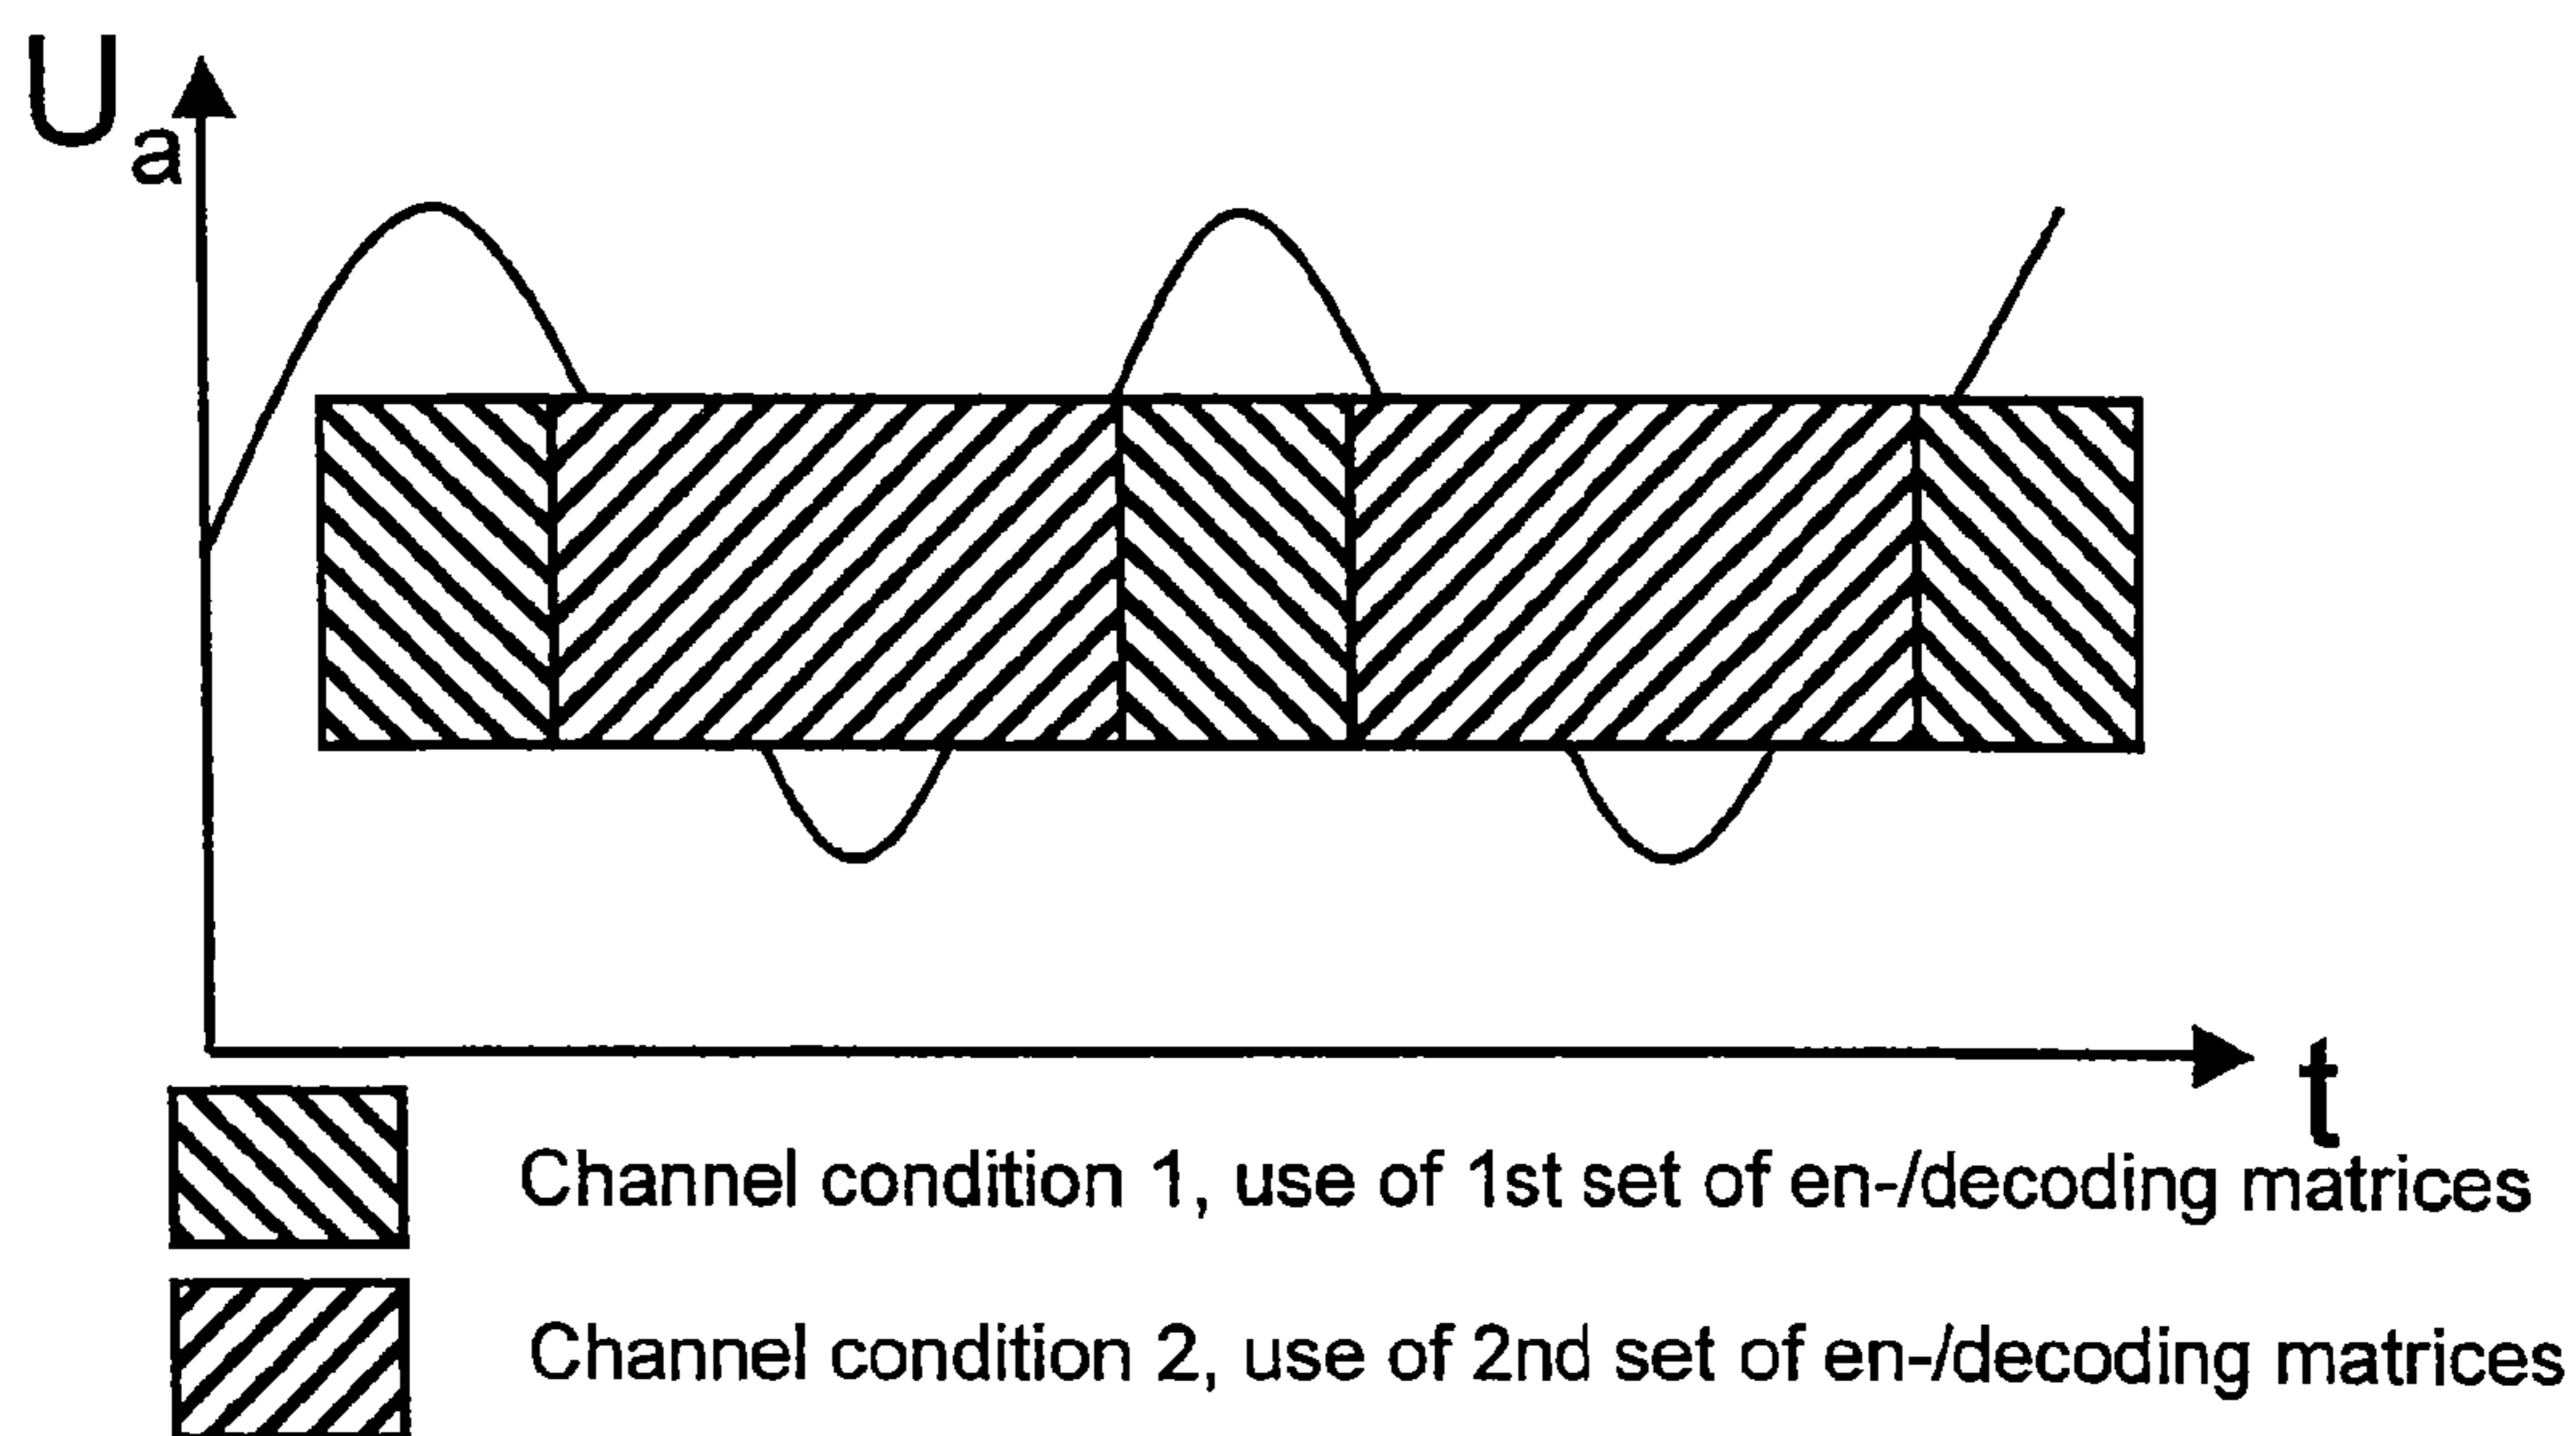 Ua
t
Channel condition 1, use of 1st set of en-/decoding matrices
Channel condition 2, use of 2nd set of en-/decoding matrices